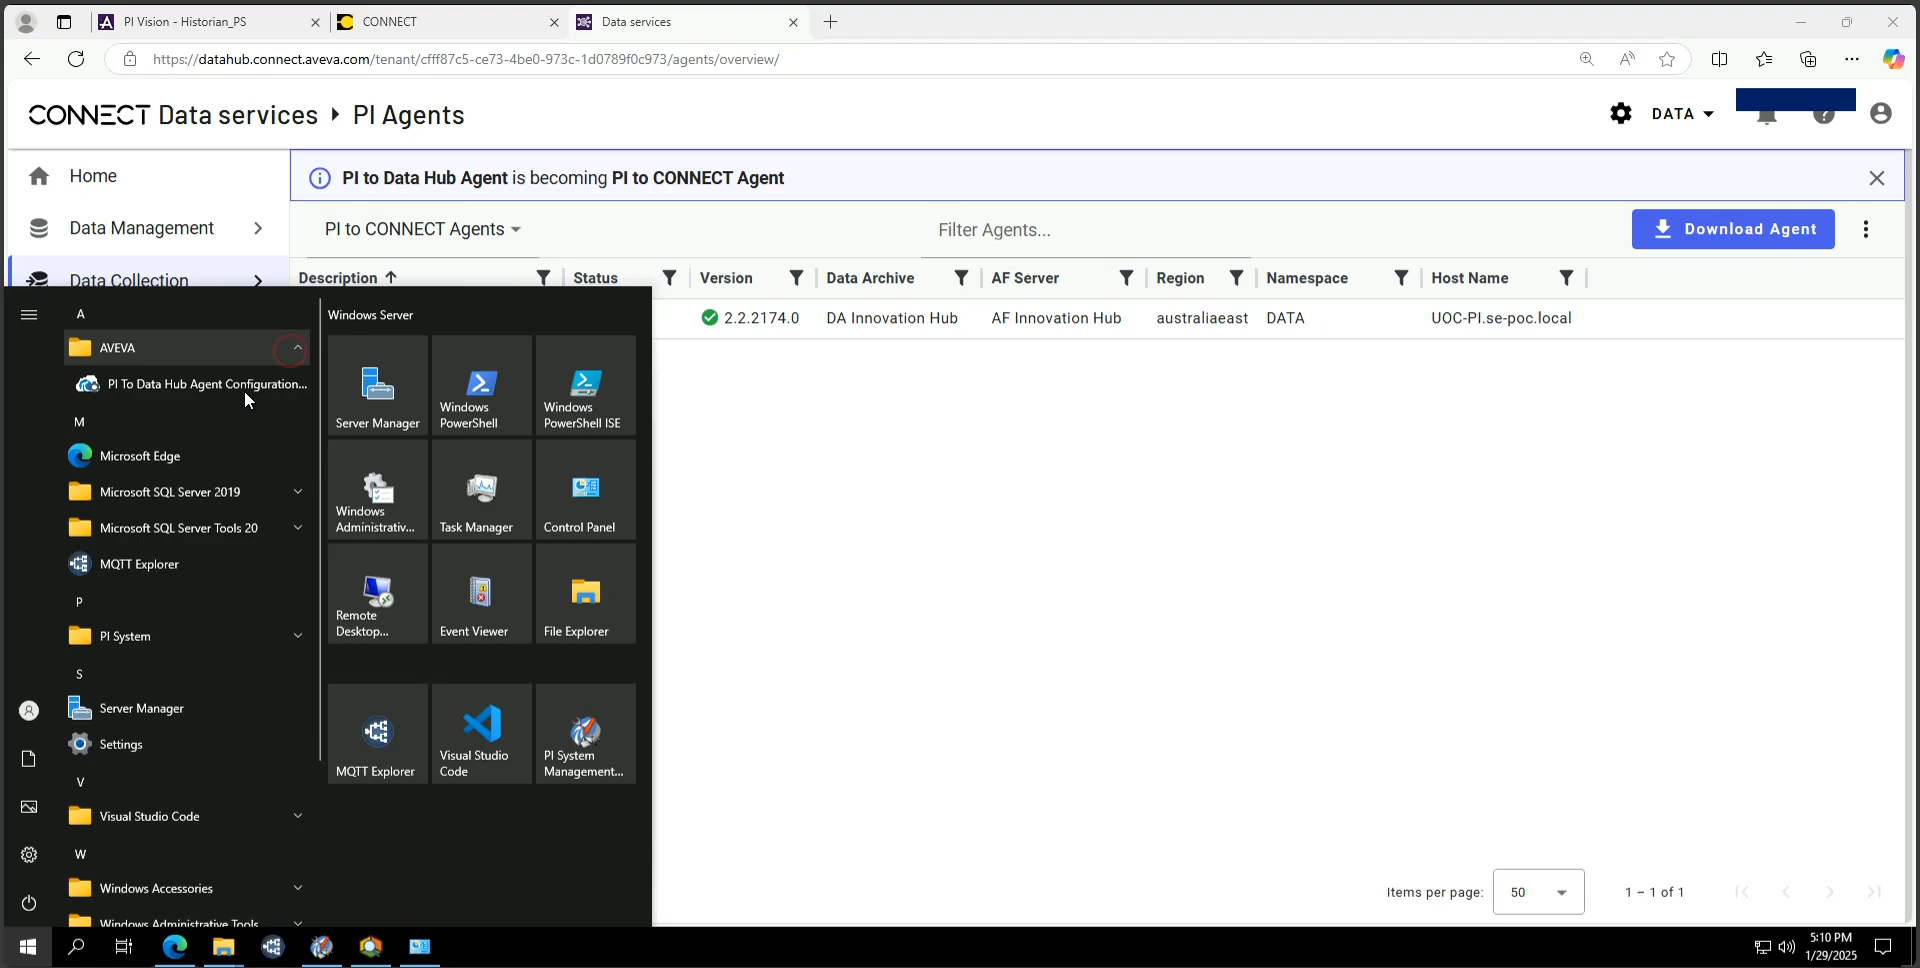 PI Vision - Historian_PS
CONNECT
Data services
https://datahub.connect.aveva.com/tenant/cfff87c5-ce73-4be0-973c-1d0789f0c973/agents/overview/
CONNECT Data services PI Agents
DATA
Home
PI to Data Hub Agent is becoming PI to CONNECT Agent
Data Management
PI to CONNECT Agents
Filter Agents...
Download Agent
Data Collection
Description
Status
Version
Data Archive
AF Server
Region
Namespace
Host Name
2.2.2174.0
DA Innovation Hub
AF Innovation Hub
australiaeast
DATA
UOC-PI.se-poc.local
A
AVEVA
PI To Data Hub Agent Configuration...
M
Microsoft Edge
Microsoft SQL Server 2019
Microsoft SQL Server Tools 20
MQTT Explorer
P
PI System
S
Server Manager
Settings
V
Visual Studio Code
W
Windows Accessories
Windows Administrative Tools
Windows Server
Server Manager
Windows
PowerShell
Windows
PowerShell ISE
Windows
Administrativ...
Task Manager
Control Panel
Remote
Desktop...
Event Viewer
File Explorer
MQTT Explorer
Visual Studio
Code
PI System
Management...
Items per page:
50
1 – 1 of 1
5:10 PM
1/29/2025